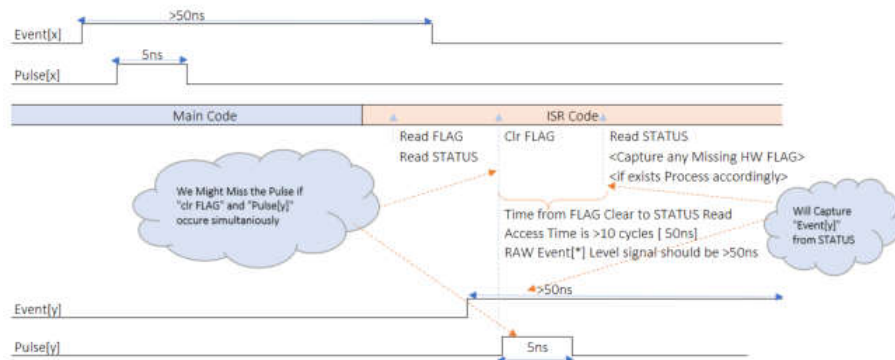 >50ns
Event[x]
5ns
Pulse[x]
Main Code
ISR Code
Read FLAG
Read STATUS
Clr FLAG
Read STATUS
<Capture any Missing HW FLAG>
<if exists Process accordingly>
We Might Miss the Pulse if
"clr FLAG" and "Pulse[y]"
occure simultaniously
Time from FLAG Clear to STATUS Read
Access Time is >10 cycles [ 50ns]
RAW Event[*] Level signal should be >50ns
Will Capture
"Event[y]"
from STATUS
>50ns
Event[y]
5ns
Pulse[y]